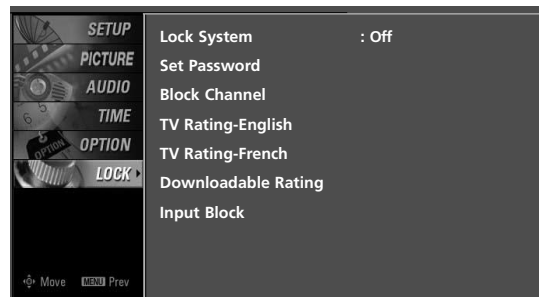 SETUP
PICTURE
AUDIO
TIME
OPTION
LOCK
Move MENU Prev
Lock System : Off
Set Password
Block Channel
TV Rating-English
TV Rating-French
Downloadable Rating
Input Block